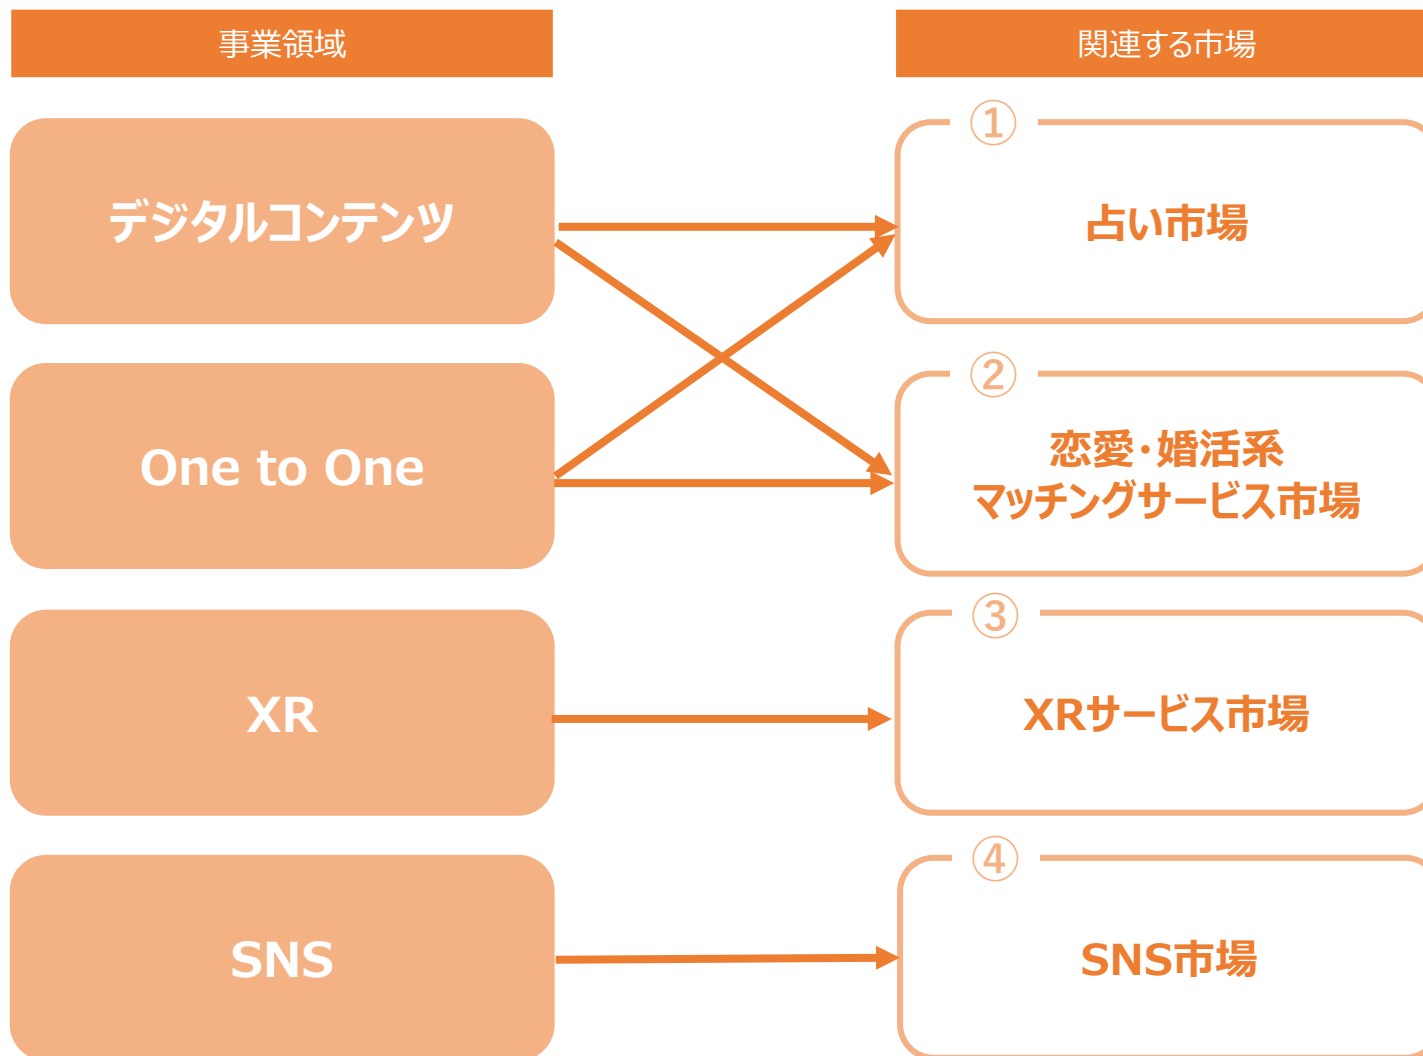 事業領域
関連する市場
デジタルコンテンツ
①
占い市場
One to One
②
恋愛・婚活系
マッチングサービス市場
XR
③
XRサービス市場
SNS
④
SNS市場